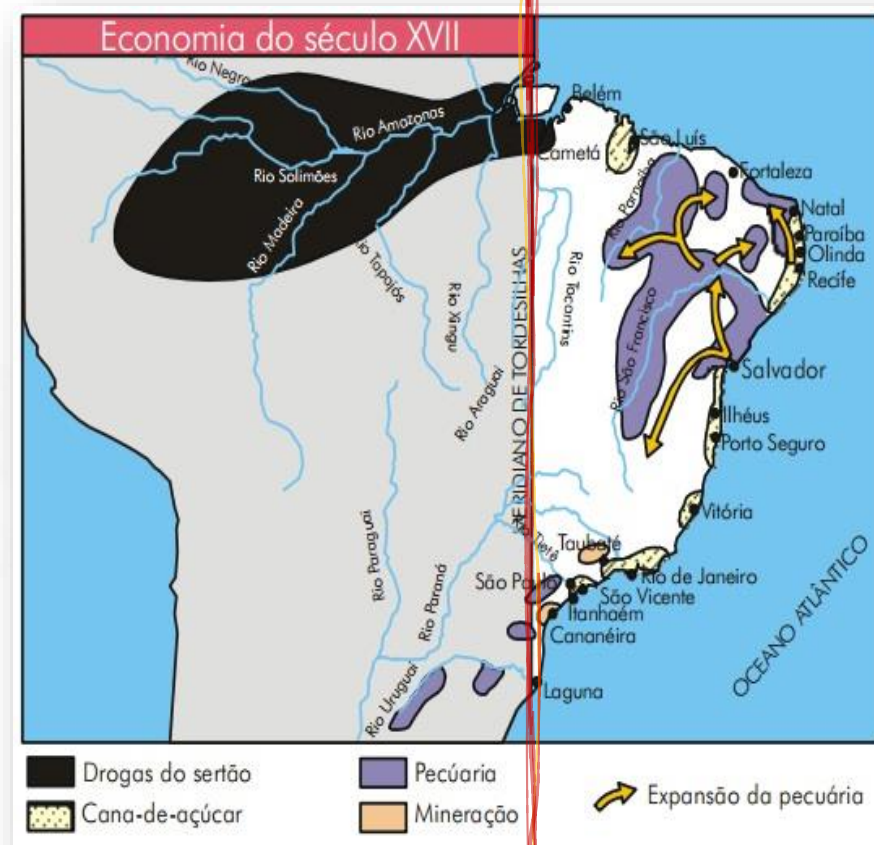 Economia do século XVII
Rio Negro
Belém
Rio Amazonas
São Luís
Cametá
Fortaleza
Rio Solimões
Rio Parnaíba
Natal
Paraíba
Olinda
Recife
Rio Madeira
Rio Tapajós
Rio Xingu
Rio Tocantins
MERIDIANO DE TORDESILHAS
Rio São Francisco
Salvador
Rio Araguai
Ilhéus
Porto Seguro
Vitória
Rio Tietê
Taubaté
Rio Paraguai
São Paulo
Rio de Janeiro
São Vicente
Rio Paraná
Itanhaém
Cananéira
OCEANO ATLÂNTICO
Rio Uruguai
Laguna
Drogas do sertão
Pecúaria
Expansão da pecuária
Cana-de-açúcar
Mineração